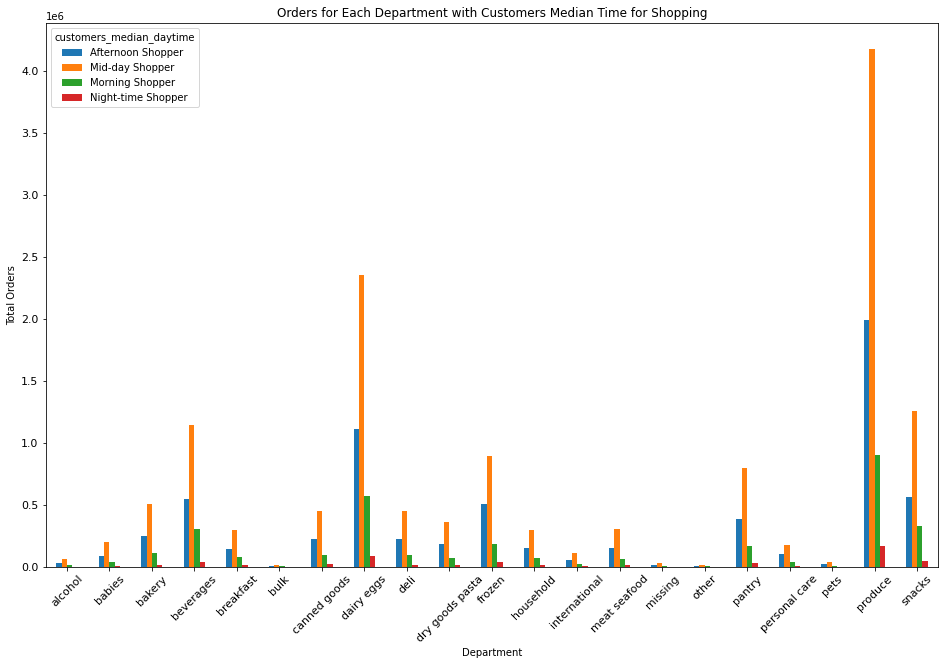 Orders for Each Department with Customers Median Time for Shopping
1e6
customers_median_daytime
Afternoon Shopper
Mid-day Shopper
Morning Shopper
Night-time Shopper
4.0
3.5
3.0
2.5
2.0
1.5
1.0
0.5
0.0
Total Orders
alcohol
babies
bakery
beverages
breakfast
bulk
canned goods
dairy eggs
deli
dry goods pasta
frozen
household
international
meat seafood
missing
other
pantry
personal care
pets
produce
snacks
Department